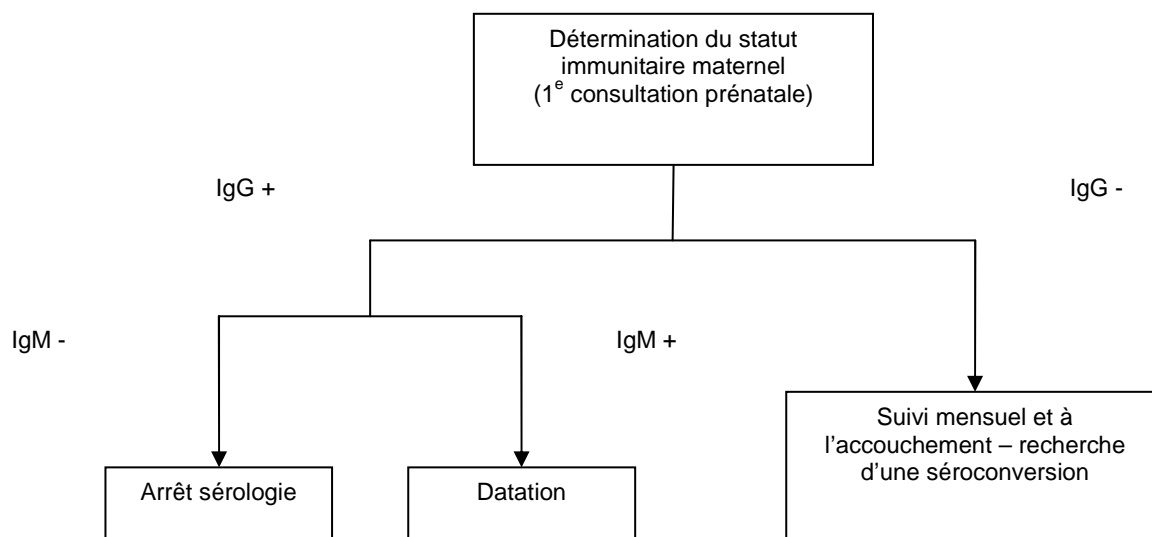 Détermination du statut
immunitaire maternel
(1e consultation prénatale)
IgG +
IgG -
IgM -
IgM +
Suivi mensuel et à
l'accouchement – recherche
d'une séroconversion
Arrêt sérologie
Datation